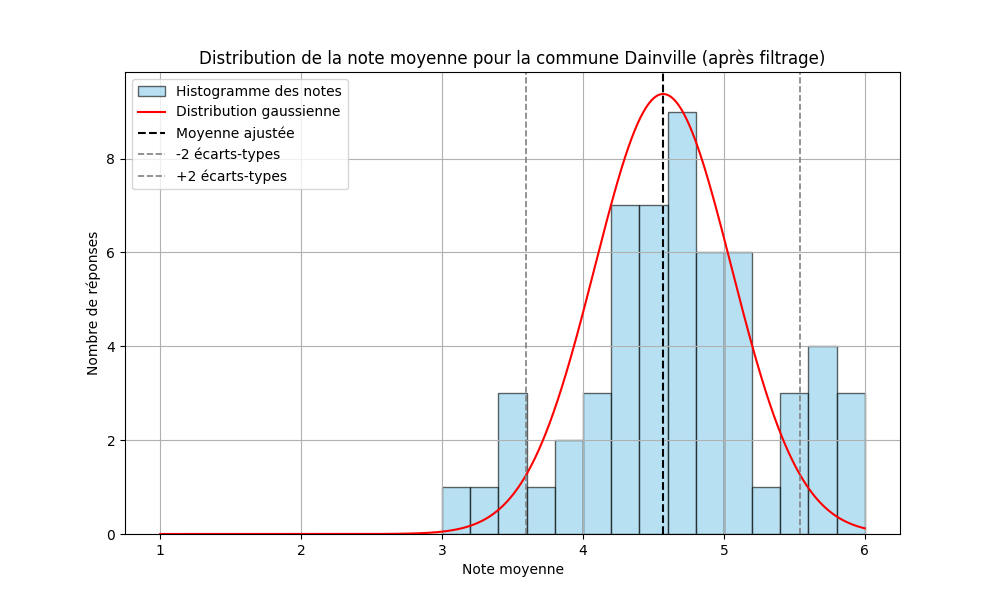 Distribution de la note moyenne pour la commune Dainville (après filtrage)
Histogramme des notes
Distribution gaussienne
Moyenne ajustée
-2 écarts-types
+2 écarts-types
Nombre de réponses
8
6
4
2
0
1 2 3 4 5 6
Note moyenne